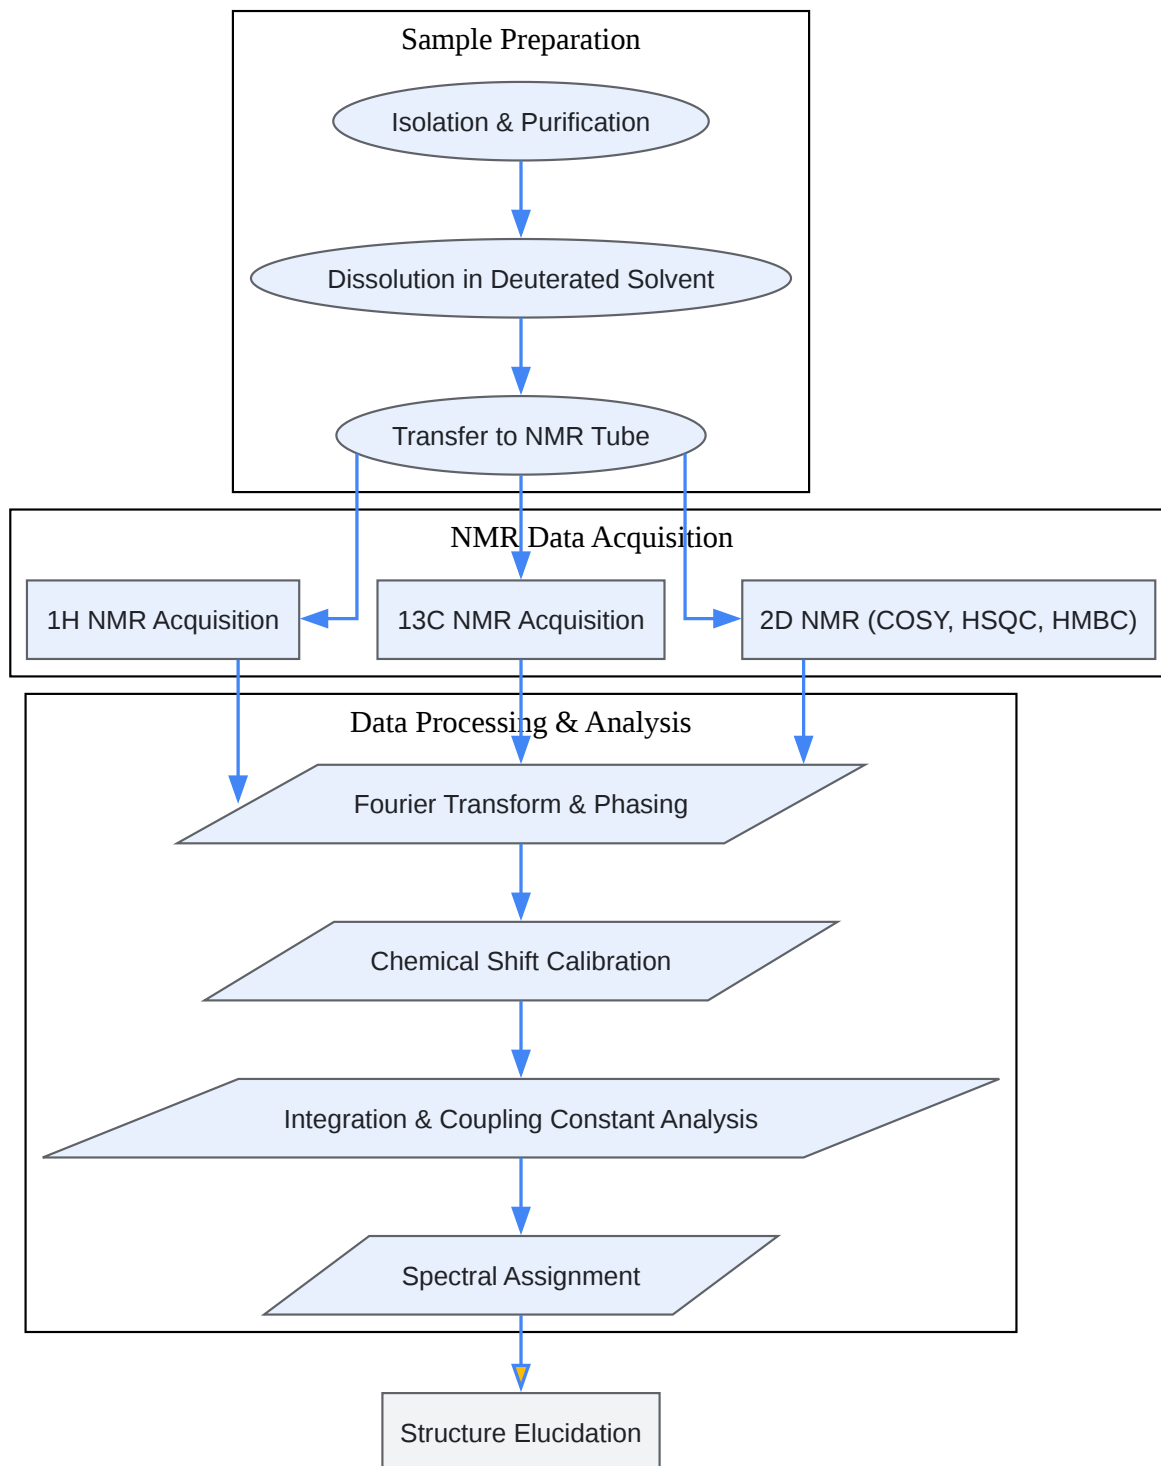 Sample Preparation
Isolation & Purification
Dissolution in Deuterated Solvent
Transfer to NMR Tube
NMR Data Acquisition
1H NMR Acquisition
13C NMR Acquisition
2D NMR (COSY, HSQC, HMBC)
Data Processing & Analysis
Fourier Transform & Phasing
Chemical Shift Calibration
Integration & Coupling Constant Analysis
Spectral Assignment
Structure Elucidation